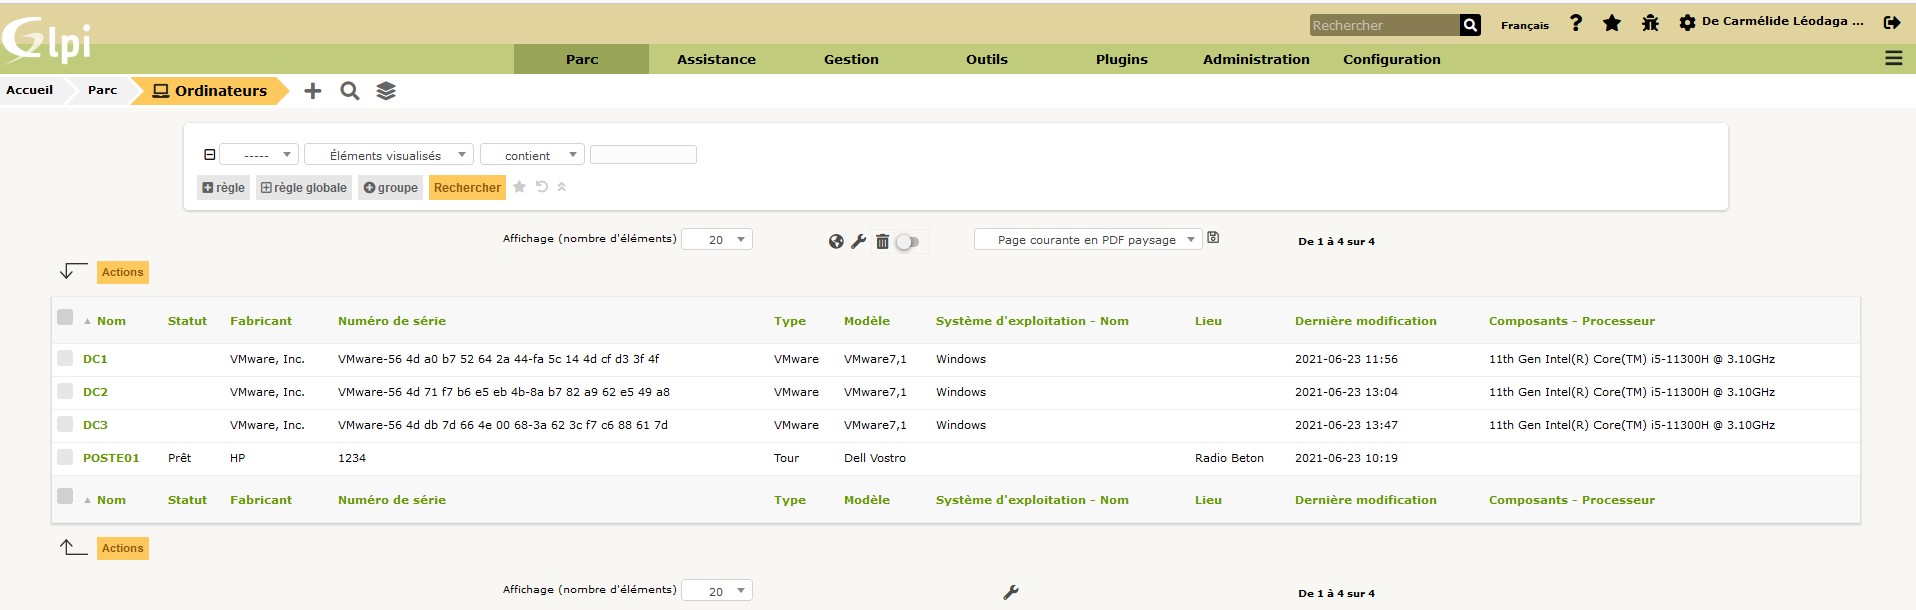 Glpi
Rechercher Français ? De Carmélide Léodaga ...
Parc Assistance Gestion Outils Plugins Administration Configuration
Accueil Parc Ordinateurs
----- Éléments visualisés contient
règle règle globale groupe Rechercher
Affichage (nombre d'éléments) 20 Page courante en PDF paysage De 1 à 4 sur 4
Actions
Nom Statut Fabricant Numéro de série Type Modèle Système d'exploitation - Nom Lieu Dernière modification Composants - Processeur
DC1 VMware, Inc. VMware-56 4d a0 b7 52 64 2a 44-fa 5c 14 4d cf d3 3f 4f VMware VMware7,1 Windows 2021-06-23 11:56 11th Gen Intel(R) Core(TM) i5-11300H @ 3.10GHz
DC2 VMware, Inc. VMware-56 4d 71 f7 b6 e5 eb 4b-8a b7 82 a9 62 e5 49 a8 VMware VMware7,1 Windows 2021-06-23 13:04 11th Gen Intel(R) Core(TM) i5-11300H @ 3.10GHz
DC3 VMware, Inc. VMware-56 4d db 7d 66 4e 00 68-3a 62 3c f7 c6 88 61 7d VMware VMware7,1 Windows 2021-06-23 13:47 11th Gen Intel(R) Core(TM) i5-11300H @ 3.10GHz
POSTE01 Prêt HP 1234 Tour Dell Vostro Radio Beton 2021-06-23 10:19
Nom Statut Fabricant Numéro de série Type Modèle Système d'exploitation - Nom Lieu Dernière modification Composants - Processeur
Actions
Affichage (nombre d'éléments) 20 De 1 à 4 sur 4